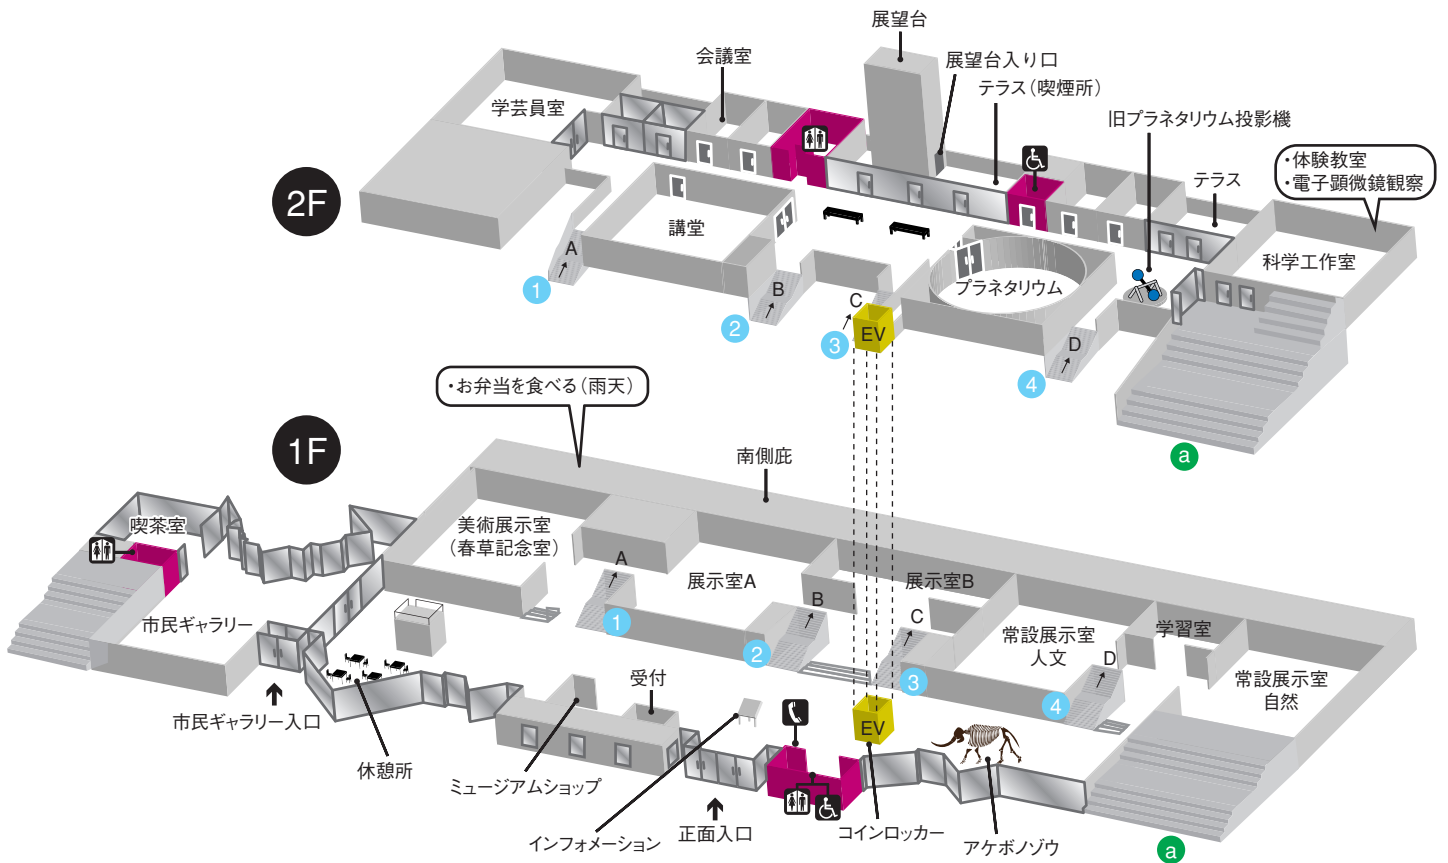 展望台
会議室
展望台入り口
学芸員室
テラス(喫煙所)
旧プラネタリウム投影機
・体験教室
・電子顕微鏡観察
テラス
2F
講堂
科学工作室
プラネタリウム
A
1
B
2
C
3
EV
D
4
a
・お弁当を食べる(雨天)
1F
南側庇
喫茶室
美術展示室
(春草記念室)
A
展示室A
展示室B
B
C
市民ギャラリー
1
2
3
常設展示室
人文
学習室
D
4
常設展示室
自然
受付
市民ギャラリー入口
EV
休憩所
ミュージアムショップ
インフォメーション
正面入口
コインロッカー
アケボノゾウ
a